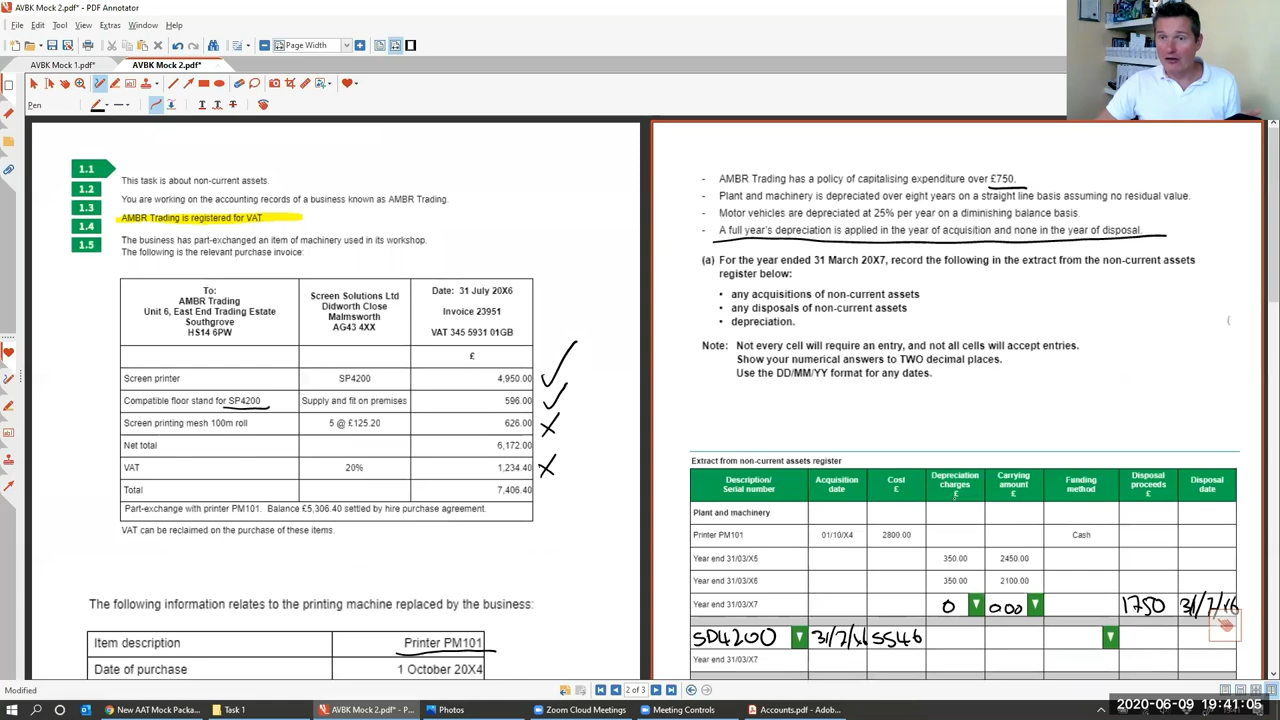 AVBK Mock 2.pdf* - PDF Annotator
File Edit Tool View Extras Window Help
Page Width
AVBK Mock 1.pdf* AVBK Mock 2.pdf*
Pen
1.1
1.2
1.3
1.4
1.5
This task is about non-current assets.
You are working on the accounting records of a business known as AMBR Trading.
AMBR Trading is registered for VAT.
The business has part-exchanged an item of machinery used in its workshop.
The following is the relevant purchase invoice:
To: AMBR Trading Unit 6, East End Trading Estate Southgrove HS14 6PW
Screen Solutions Ltd Didworth Close Malmsworth AG43 4XX
Date: 31 July 20X6 Invoice 23951 VAT 345 5931 01GB
£
Screen printer SP4200 4,950.00
Compatible floor stand for SP4200 Supply and fit on premises 596.00
Screen printing mesh 100m roll 5 @ £125.20 626.00
Net total 6,172.00
VAT 20% 1,234.40
Total 7,406.40
Part-exchange with printer PM101. Balance £5,306.40 settled by hire purchase agreement.
VAT can be reclaimed on the purchase of these items.
The following information relates to the printing machine replaced by the business:
Item description Printer PM101
Date of purchase 1 October 20X4
- AMBR Trading has a policy of capitalising expenditure over £750.
- Plant and machinery is depreciated over eight years on a straight line basis assuming no residual value.
- Motor vehicles are depreciated at 25% per year on a diminishing balance basis.
- A full year's depreciation is applied in the year of acquisition and none in the year of disposal.
(a) For the year ended 31 March 20X7, record the following in the extract from the non-current assets
register below:
• any acquisitions of non-current assets
• any disposals of non-current assets
• depreciation.
Note: Not every cell will require an entry, and not all cells will accept entries.
Show your numerical answers to TWO decimal places.
Use the DD/MM/YY format for any dates.
Extract from non-current assets register
Description/ Serial number Acquisition date Cost £ Depreciation charges £ Carrying amount £ Funding method Disposal proceeds £ Disposal date
Plant and machinery
Printer PM101 01/10/X4 2800.00 Cash
Year end 31/03/X5 350.00 2450.00
Year end 31/03/X6 350.00 2100.00
Year end 31/03/X7 0 000 1750
SP4200 5546
Year end 31/03/X7
Modified
2 of 3
New AAT Mock Packa... Task 1 AVBK Mock 2.pdf* - P... Photos Zoom Cloud Meetings Meeting Controls Accounts.pdf - Adob...
2020-06-09 19:41:05